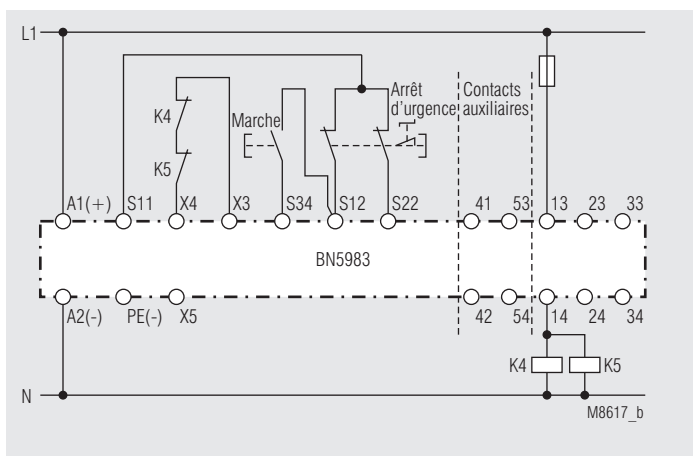 L1
Arrêt
d'urgence
Contacts
auxiliaires
K4
Marche
K5
A1(+) S11 X4 X3 S34 S12 S22 41 53 13 23 33
BN5983
A2(-) PE(-) X5 42 54 14 24 34
K4 K5
N
M8617_b